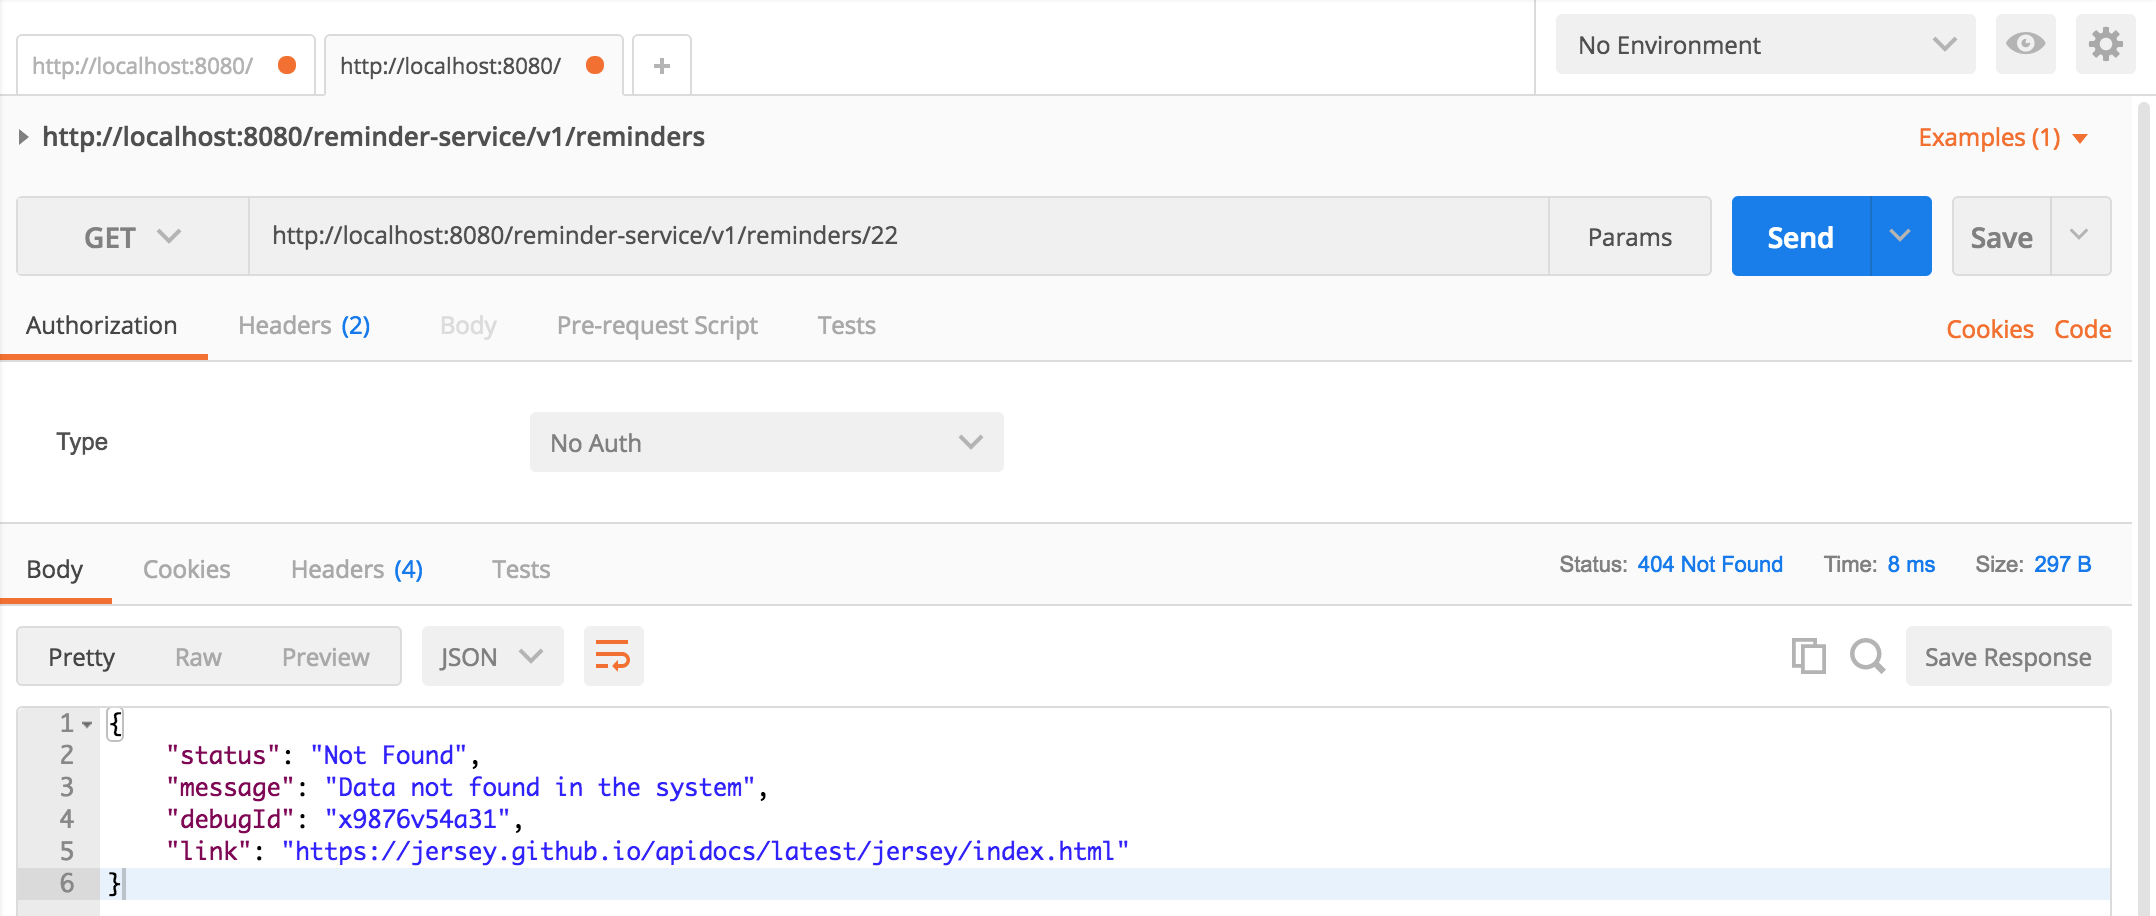 http://localhost:8080/ http://localhost:8080/ + No Environment
http://localhost:8080/reminder-service/v1/reminders Examples (1)
GET http://localhost:8080/reminder-service/v1/reminders/22 Params Send Save
Authorization Headers (2) Body Pre-request Script Tests Cookies Code
Type No Auth
Body Cookies Headers (4) Tests Status: 404 Not Found Time: 8 ms Size: 297 B
Pretty Raw Preview JSON Save Response
1 {
2 "status": "Not Found",
3 "message": "Data not found in the system",
4 "debugId": "x9876v54a31",
5 "link": "https://jersey.github.io/apidocs/latest/jersey/index.html"
6 }